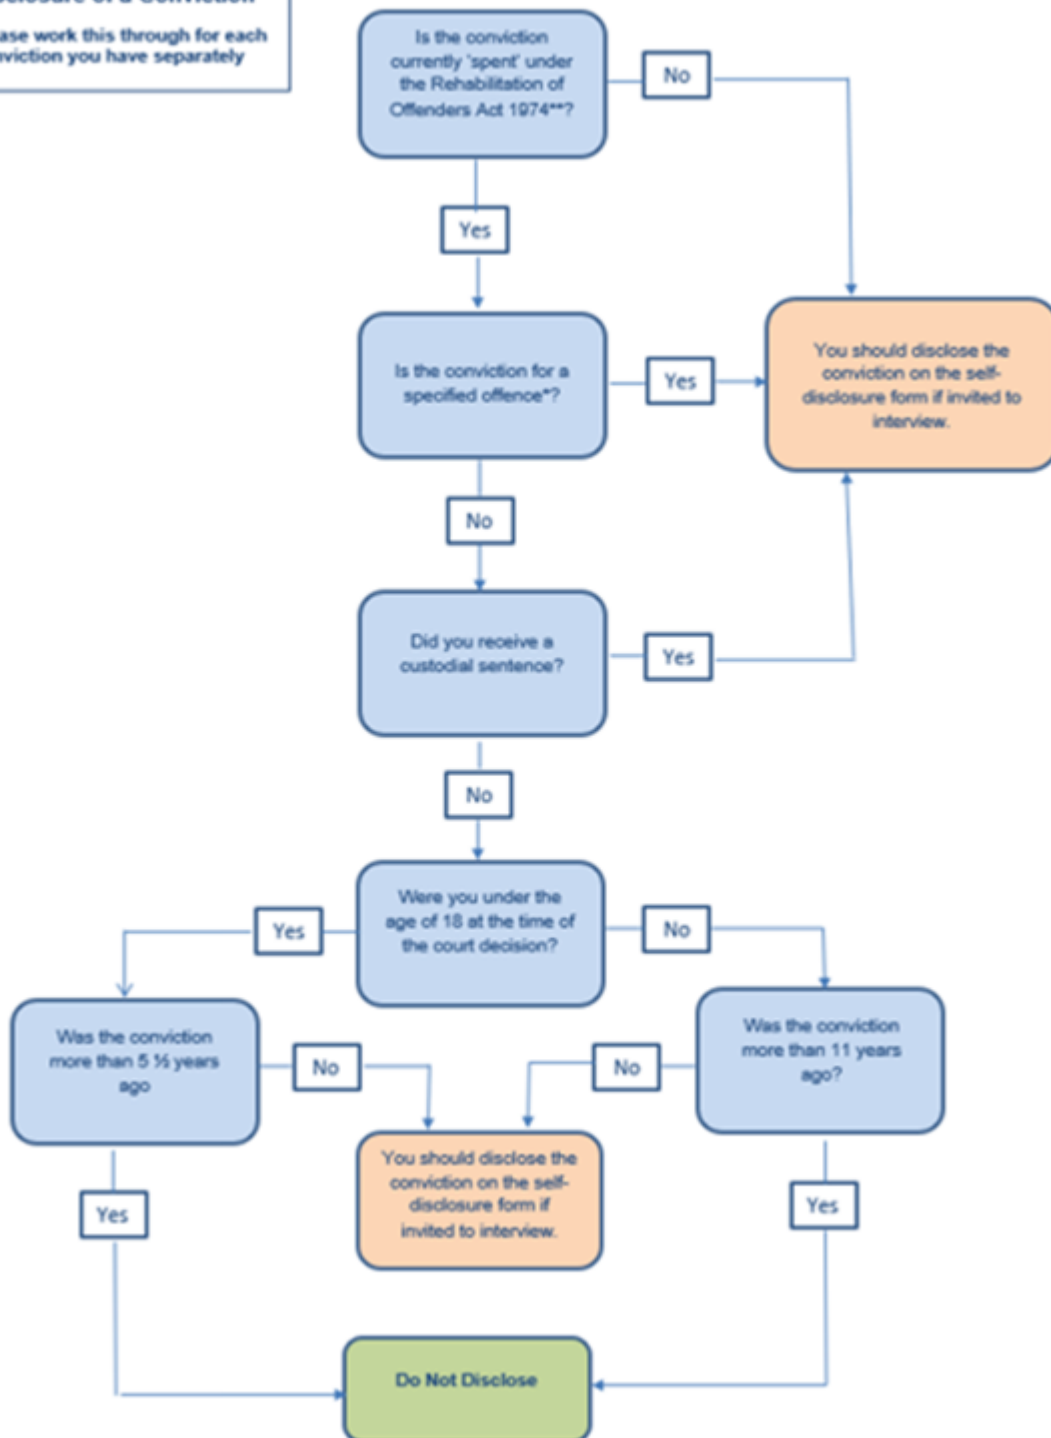 ase work this through for each
nviction you have separately
Is the conviction
currently 'spent' under
the Rehabilitation of
Offenders Act 1974**?
No
Yes
Is the conviction for a
specified offence*?
Yes
You should disclose the
conviction on the self-
disclosure form if invited to
interview.
No
Did you receive a
custodial sentence?
Yes
No
Were you under the
age of 18 at the time of
the court decision?
Yes
No
Was the conviction
more than 5 ½ years
ago
No
No
Was the conviction
more than 11 years
ago?
You should disclose the
conviction on the self-
disclosure form if
invited to interview.
Yes
Yes
Do Not Disclose